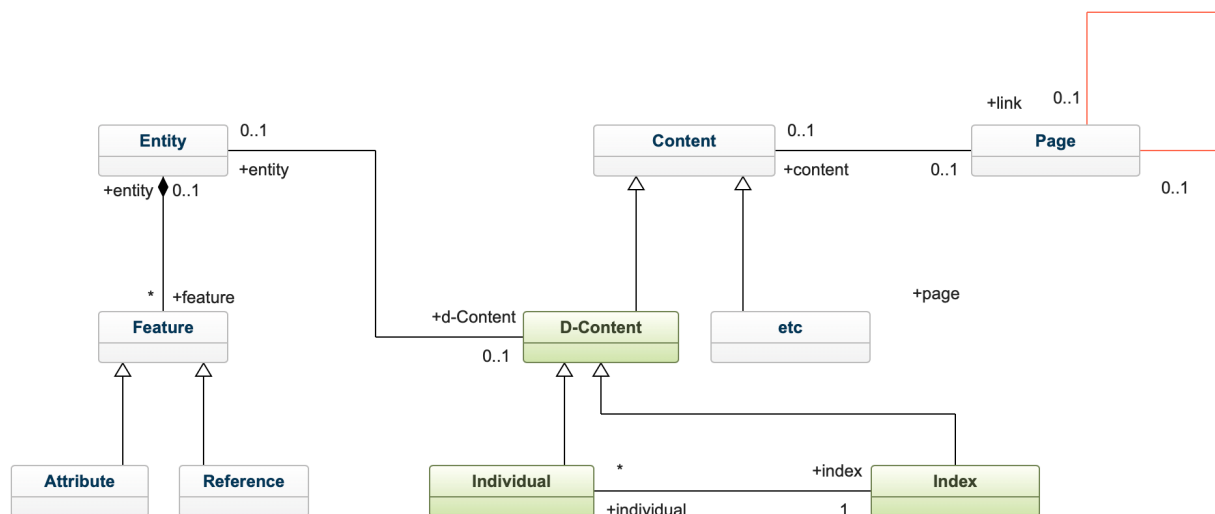 +link
0..1
Entity
0..1
+entity
Content
0..1
+content
0..1
Page
0..1
+entity
0..1
*
+feature
Feature
+d-Content
0..1
D-Content
etc
+page
Attribute
Reference
Individual
*
+individual
+index
1
Index